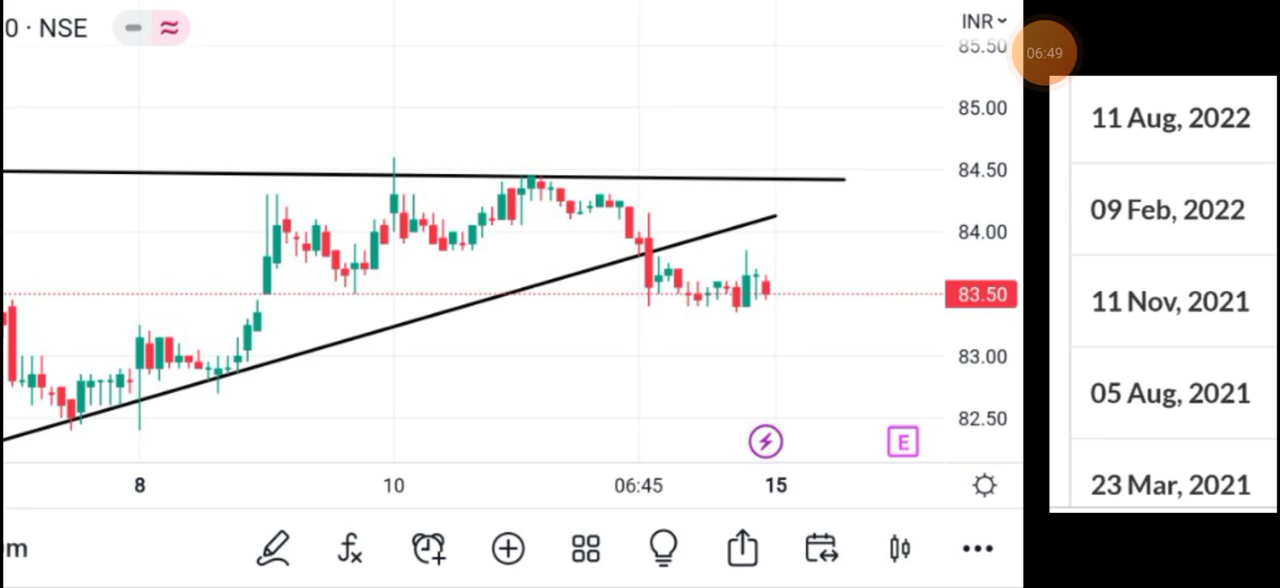 0 · NSE
INR
85.50
85.00
84.50
84.00
83.50
83.00
82.50
E
8
10
06:45
15
m
06:49
11 Aug, 2022
09 Feb, 2022
11 Nov, 2021
05 Aug, 2021
23 Mar, 2021